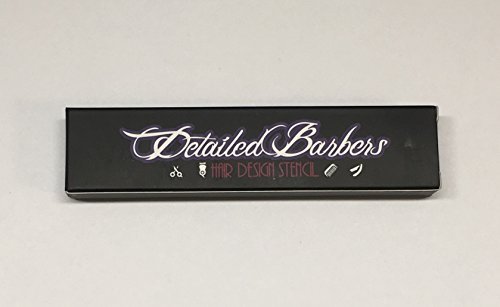 Detailed Barbers
HAIR DESIGN STENCIL